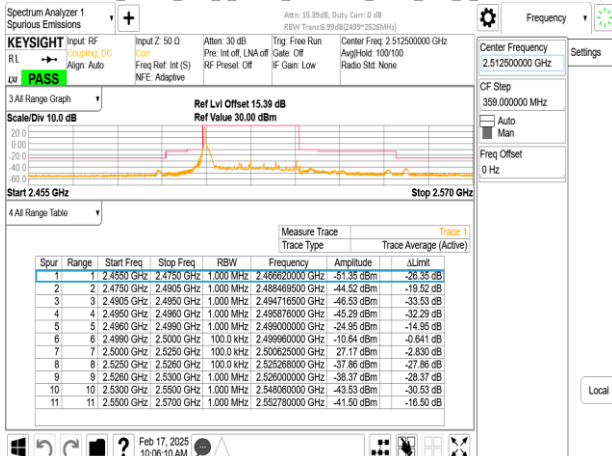 Spectrum Analyzer 1
Spurious Emissions
Attn: 15.39dB, Duty Corr: 0 dB
RBW Trans:5.99dB(2499~2526MHz)
Frequency
KEYSIGHT Input: RF Input Z: 50 Ω Atten: 30 dB Trig: Free Run Center Freq: 2.512500000 GHz
RL Coupling: DC Corr Pre: Int off, LNA off Gate: Off Avg|Hold: 100/100
Align: Auto Freq Ref: Int (S) RF Preset: Off IF Gain: Low Radio Std: None
LXI PASS NFE: Adaptive
Center Frequency
2.512500000 GHz
Settings
CF Step
359.000000 MHz
Auto
Man
Freq Offset
0 Hz
Local
3 All Range Graph
Ref Lvl Offset 15.39 dB
Scale/Div 10.0 dB Ref Value 30.00 dBm
20.0
0.00
-20.0
-40.0
-60.0
Start 2.455 GHz Stop 2.570 GHz
4 All Range Table
Measure Trace Trace 1
Trace Type Trace Average (Active)
Spur Range Start Freq Stop Freq RBW Frequency Amplitude ΔLimit
1 1 2.4550 GHz 2.4750 GHz 1.000 MHz 2.466620000 GHz -51.35 dBm -26.35 dB
2 2 2.4750 GHz 2.4905 GHz 1.000 MHz 2.488469500 GHz -44.52 dBm -19.52 dB
3 3 2.4905 GHz 2.4950 GHz 1.000 MHz 2.494716500 GHz -46.53 dBm -33.53 dB
4 4 2.4950 GHz 2.4960 GHz 1.000 MHz 2.495876000 GHz -45.29 dBm -32.29 dB
5 5 2.4960 GHz 2.4990 GHz 1.000 MHz 2.499000000 GHz -24.95 dBm -14.95 dB
6 6 2.4990 GHz 2.5000 GHz 100.0 kHz 2.499960000 GHz -10.64 dBm -0.641 dB
7 7 2.5000 GHz 2.5250 GHz 100.0 kHz 2.500625000 GHz 27.17 dBm -2.830 dB
8 8 2.5250 GHz 2.5260 GHz 100.0 kHz 2.525268000 GHz -37.86 dBm -27.86 dB
9 9 2.5260 GHz 2.5300 GHz 1.000 MHz 2.526000000 GHz -38.37 dBm -28.37 dB
10 10 2.5300 GHz 2.5500 GHz 1.000 MHz 2.548060000 GHz -43.53 dBm -30.53 dB
11 11 2.5500 GHz 2.5700 GHz 1.000 MHz 2.552780000 GHz -41.50 dBm -16.50 dB
Feb 17, 2025
10:06:10 AM